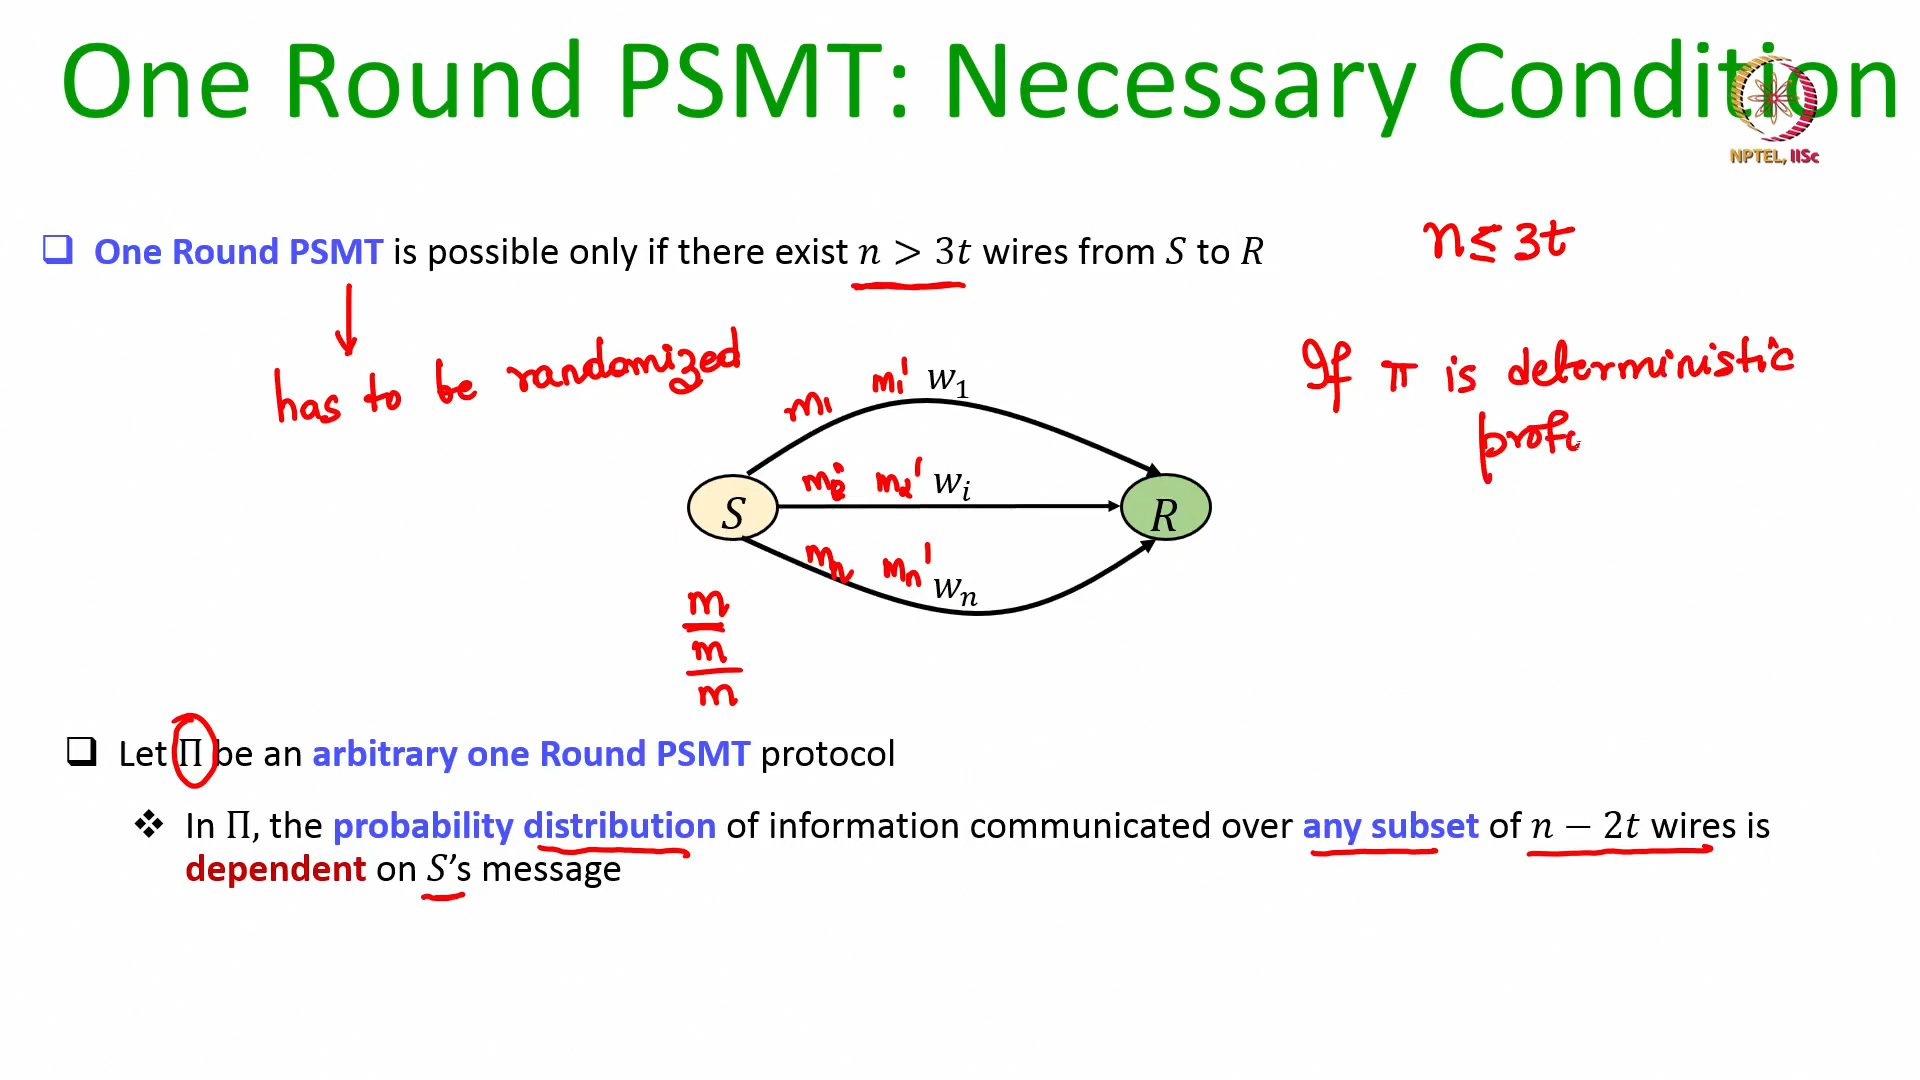 One Round PSMT: Necessary Condition
NPTEL, IISc
One Round PSMT is possible only if there exist n > 3t wires from S to R
n ≤ 3t
has to be randomized
If π is deterministic
m₁ m₁' w₁
mᵢ m₂' wᵢ
S
R
mₙ mₙ' wₙ
m
m
m
Let Π be an arbitrary one Round PSMT protocol
In Π, the probability distribution of information communicated over any subset of n − 2t wires is
dependent on S's message